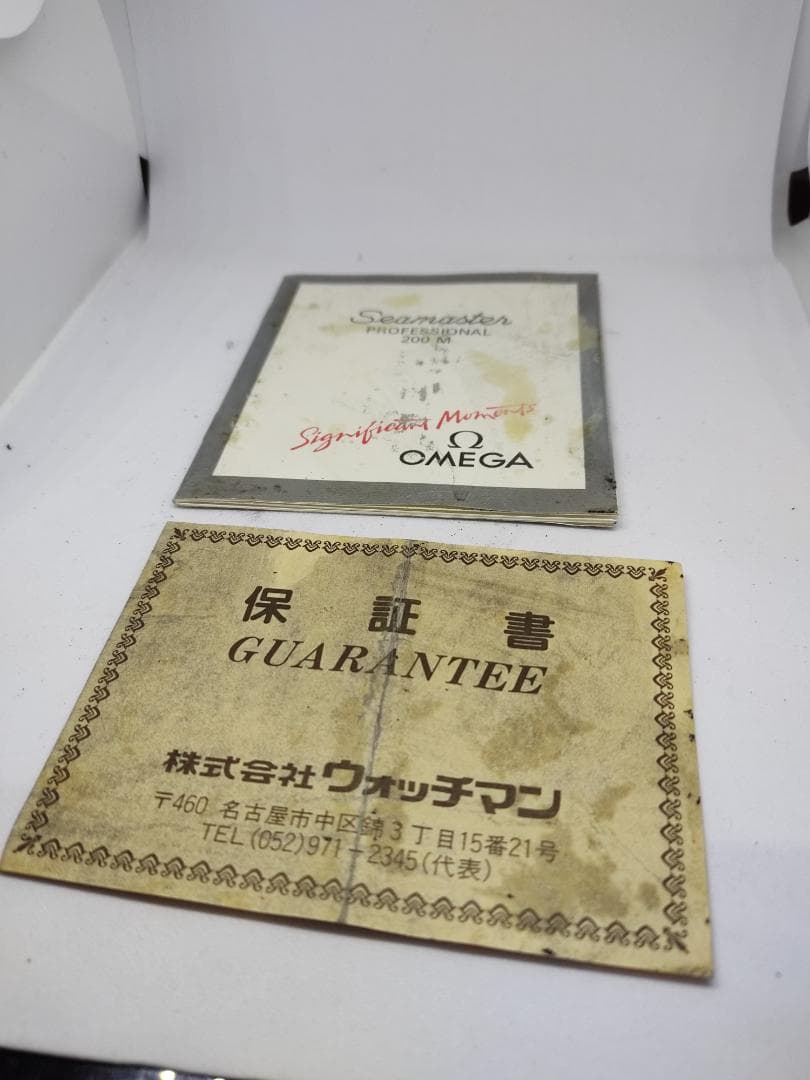 Seamaster
PROFESSIONAL
200 M
Significant Moments
Ω
OMEGA
保証書
GUARANTEE
株式会社ウォッチマン
〒460 名古屋市中区錦3丁目15番21号
TEL (052)971-2345(代表)